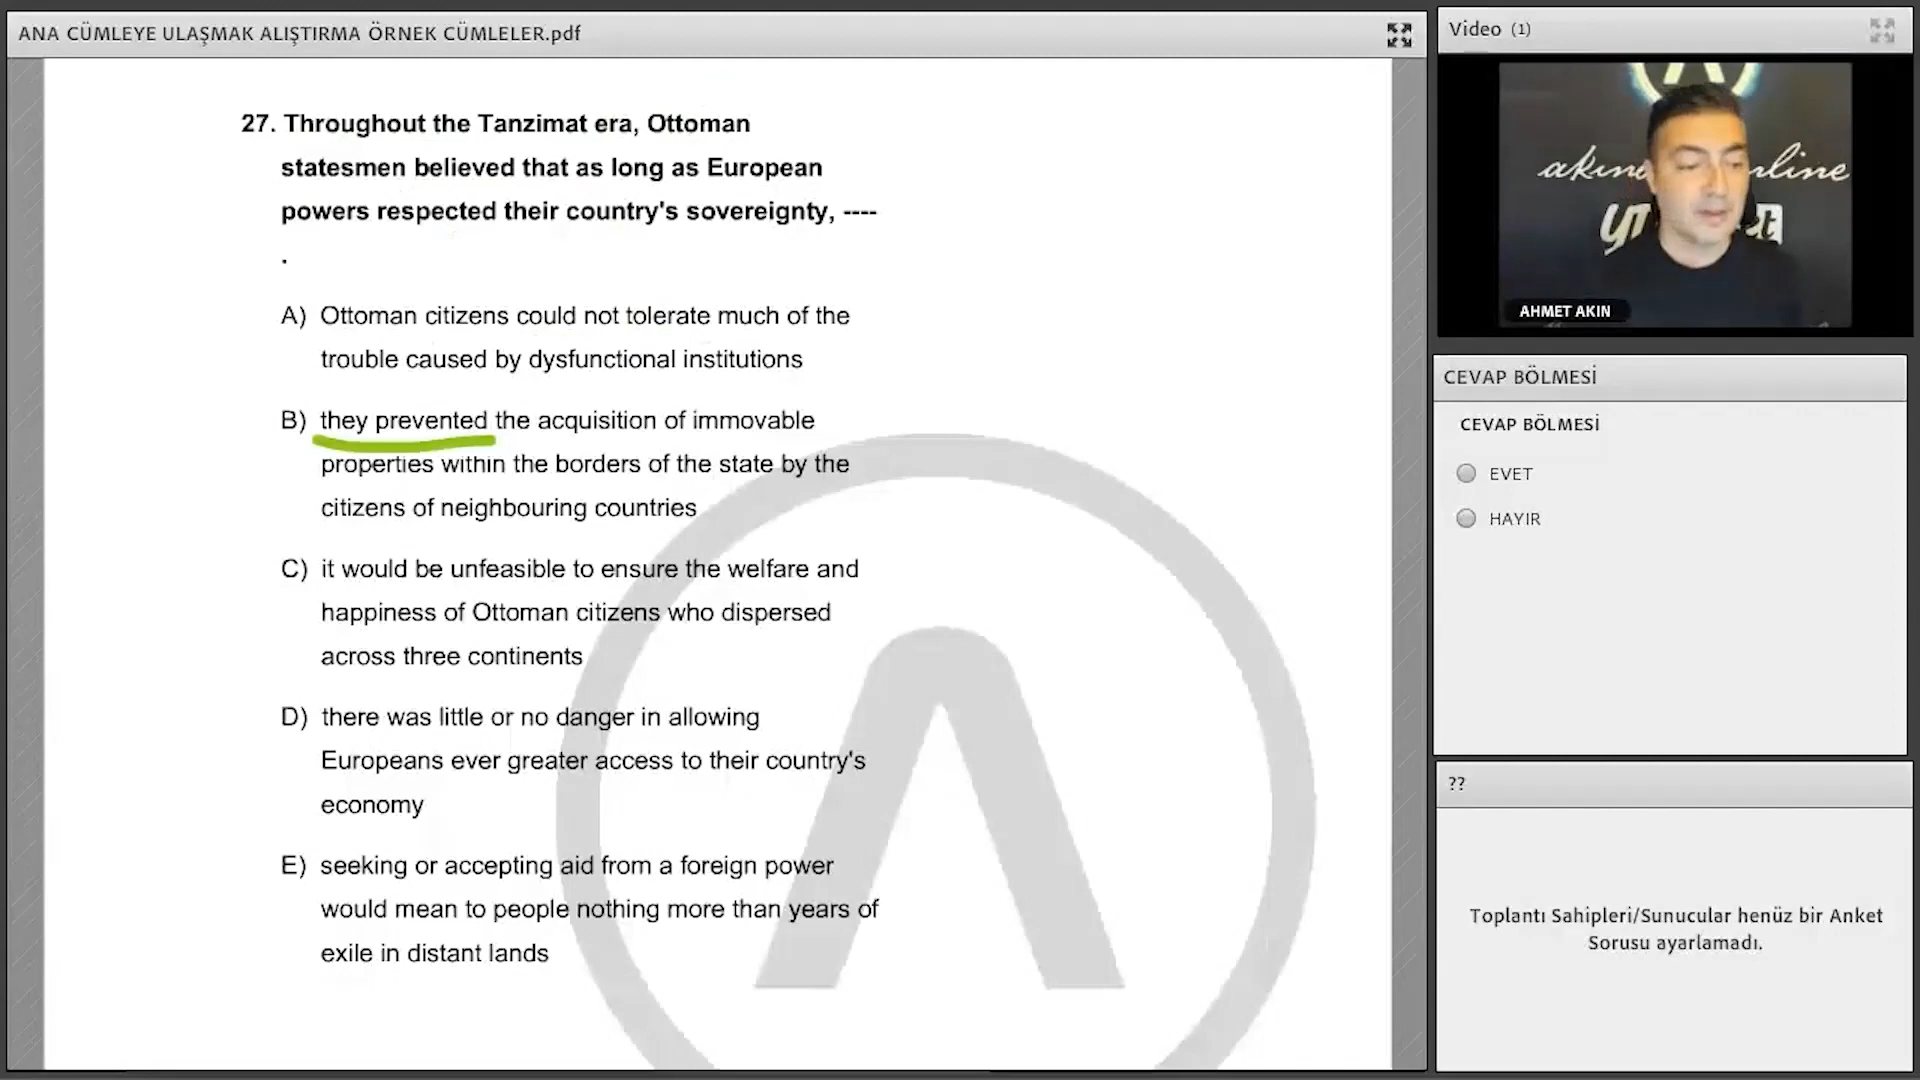 ANA CÜMLEYE ULAŞMAK ALIŞTIRMA ÖRNEK CÜMLELER.pdf
27. Throughout the Tanzimat era, Ottoman
statesmen believed that as long as European
powers respected their country's sovereignty, ----
.
A) Ottoman citizens could not tolerate much of the
trouble caused by dysfunctional institutions
B) they prevented the acquisition of immovable
properties within the borders of the state by the
citizens of neighbouring countries
C) it would be unfeasible to ensure the welfare and
happiness of Ottoman citizens who dispersed
across three continents
D) there was little or no danger in allowing
Europeans ever greater access to their country's
economy
E) seeking or accepting aid from a foreign power
would mean to people nothing more than years of
exile in distant lands
Video (1)
AHMET AKIN
CEVAP BÖLMESİ
CEVAP BÖLMESİ
EVET
HAYIR
??
Toplantı Sahipleri/Sunucular henüz bir Anket
Sorusu ayarlamadı.